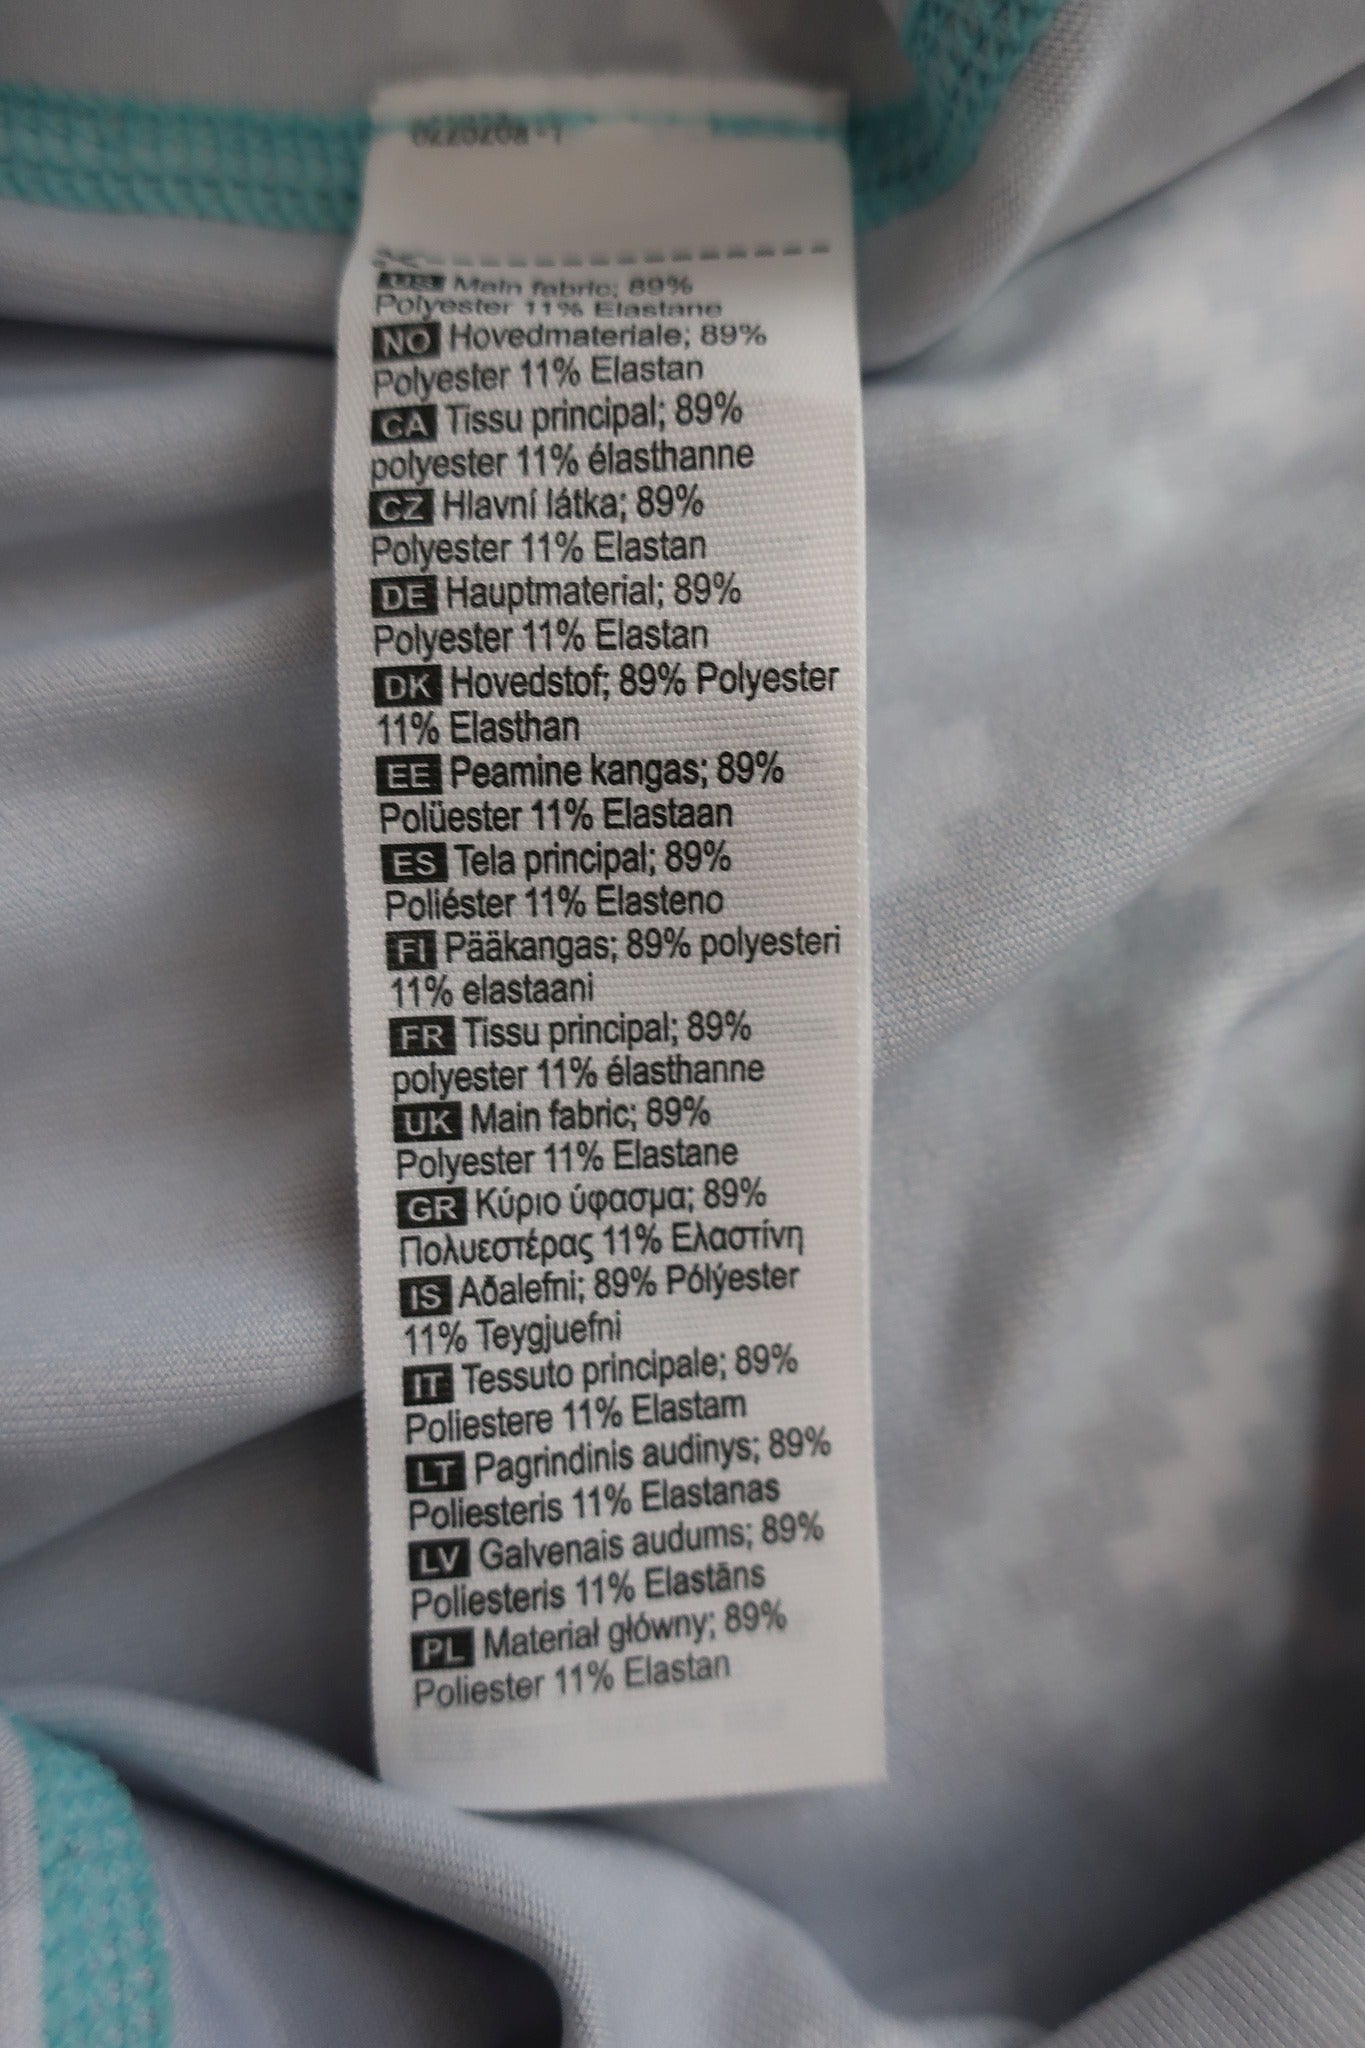 US Main fabric; 89%
Polyester 11% Elastane
NO Hovedmateriale; 89%
Polyester 11% Elastan
CA Tissu principal; 89%
polyester 11% élasthanne
CZ Hlavní látka; 89%
Polyester 11% Elastan
DE Hauptmaterial; 89%
Polyester 11% Elastan
DK Hovedstof; 89% Polyester
11% Elasthan
EE Peamine kangas; 89%
Polüester 11% Elastaan
ES Tela principal; 89%
Poliéster 11% Elasteno
FI Pääkangas; 89% polyesteri
11% elastaani
FR Tissu principal; 89%
polyester 11% élasthanne
UK Main fabric; 89%
Polyester 11% Elastane
GR Κύριο ύφασμα; 89%
Πολυεστέρας 11% Ελαστίνη
IS Aðalefni; 89% Pólýester
11% Teygjuefni
IT Tessuto principale; 89%
Poliestere 11% Elastam
LT Pagrindinis audinys; 89%
Poliesteris 11% Elastanas
LV Galvenais audums; 89%
Poliesteris 11% Elastāns
PL Materiał główny; 89%
Poliester 11% Elastan